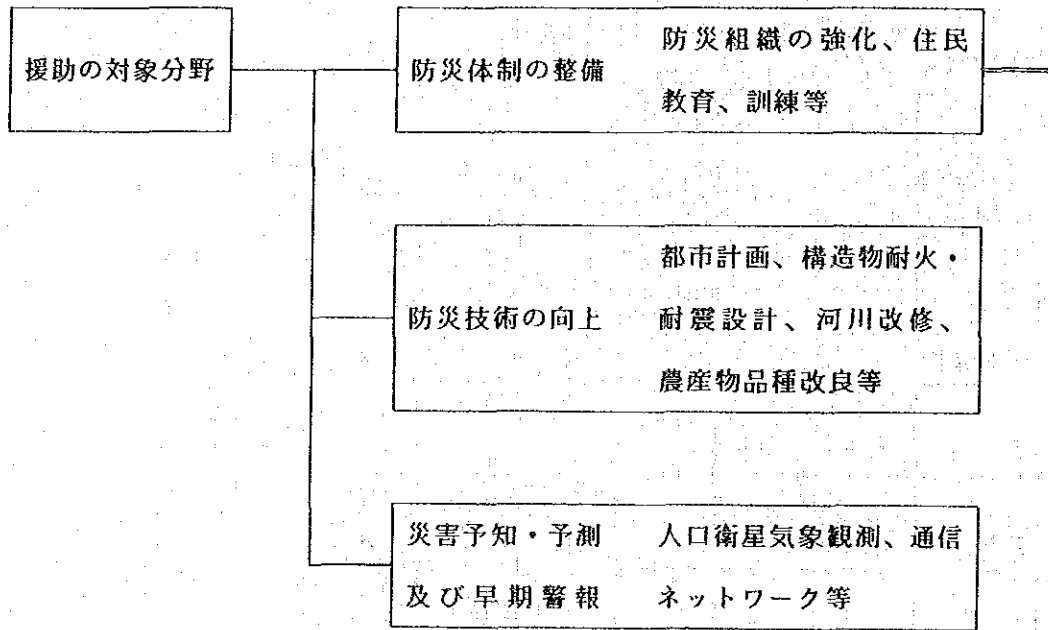 援助の対象分野
防災体制の整備
防災組織の強化、住民
教育、訓練等
防災技術の向上
都市計画、構造物耐火・
耐震設計、河川改修、
農産物品種改良等
災害予知・予測
及び早期警報
人口衛星気象観測、通信
ネットワーク等